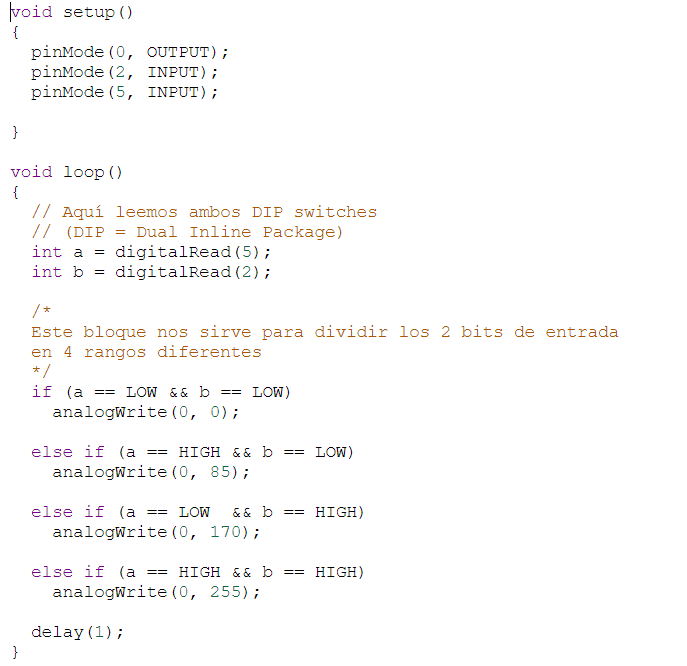 void setup()
{
  pinMode(0, OUTPUT);
  pinMode(2, INPUT);
  pinMode(5, INPUT);

}

void loop()
{
  // Aquí leemos ambos DIP switches
  // (DIP = Dual Inline Package)
  int a = digitalRead(5);
  int b = digitalRead(2);

  /*
  Este bloque nos sirve para dividir los 2 bits de entrada
  en 4 rangos diferentes
  */
  if (a == LOW && b == LOW)
    analogWrite(0, 0);

  else if (a == HIGH && b == LOW)
    analogWrite(0, 85);

  else if (a == LOW  && b == HIGH)
    analogWrite(0, 170);

  else if (a == HIGH && b == HIGH)
    analogWrite(0, 255);

  delay(1);
}